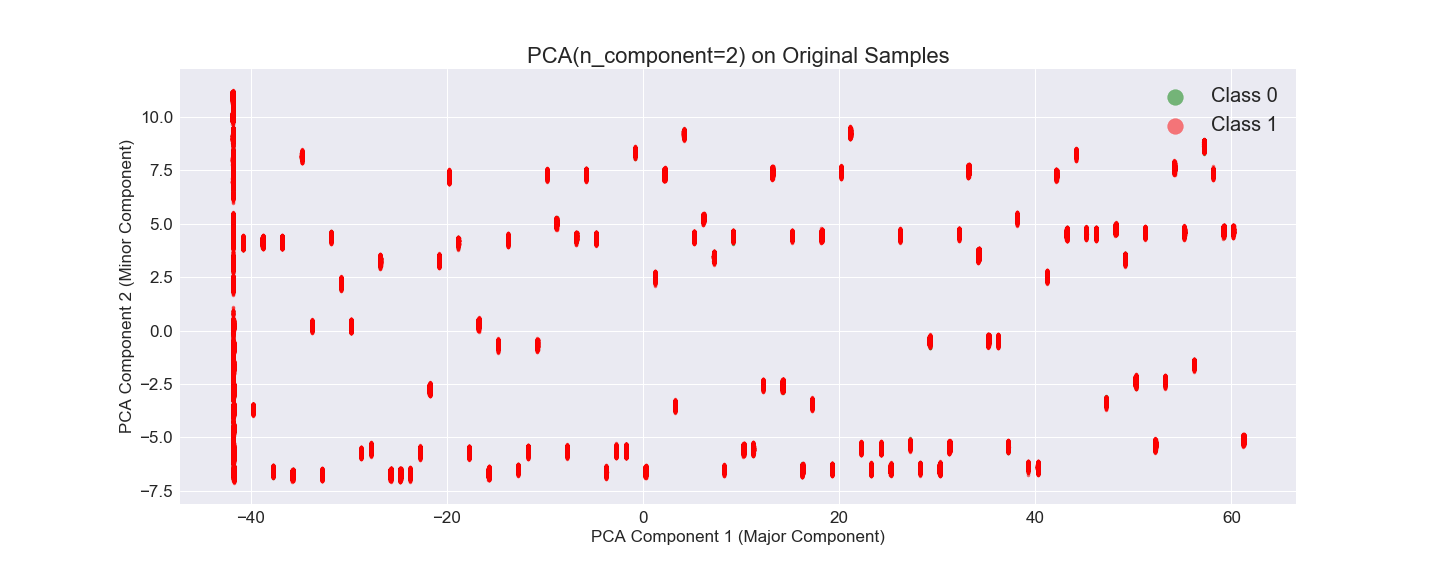 PCA(n_component=2) on Original Samples
Class 0
Class 1
PCA Component 2 (Minor Component)
10.0
7.5
5.0
2.5
0.0
−2.5
−5.0
−7.5
−40
−20
0
20
40
60
PCA Component 1 (Major Component)